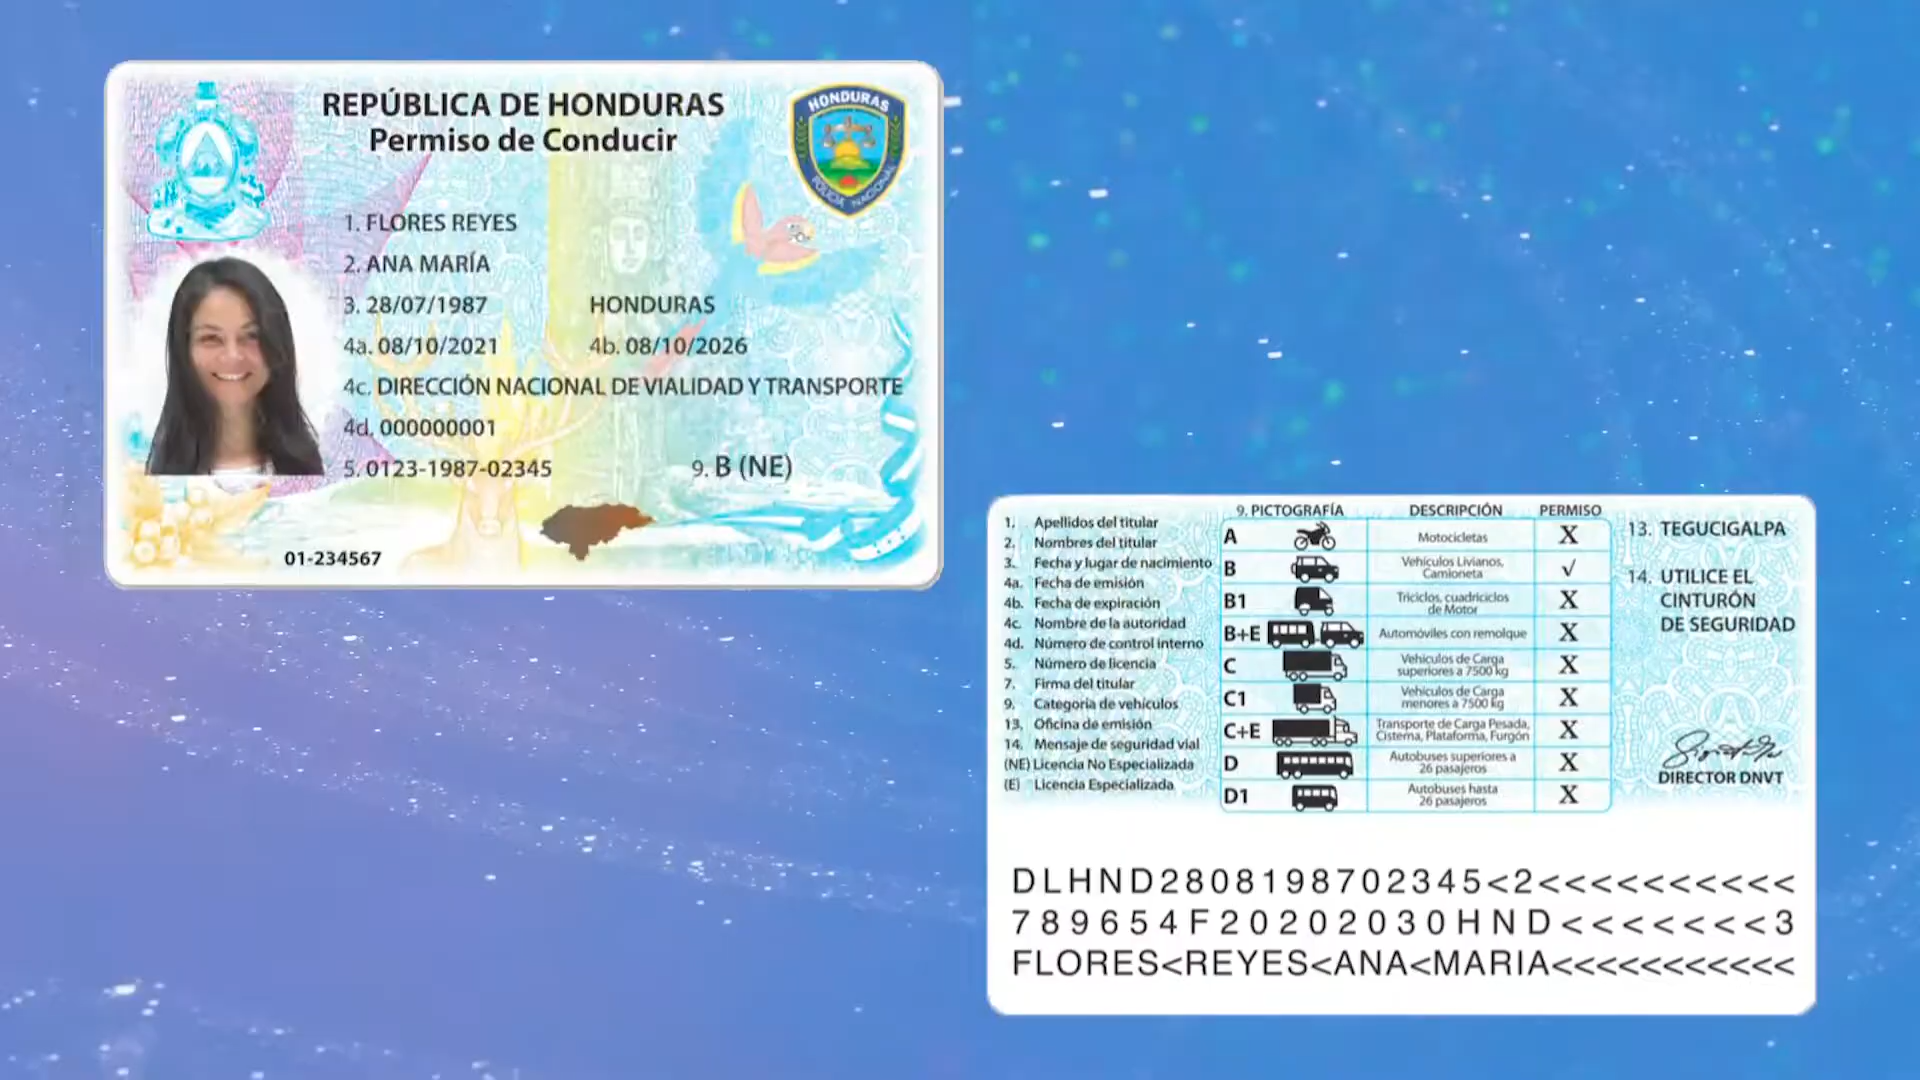 REPÚBLICA DE HONDURAS
Permiso de Conducir
HONDURAS
POLICIA NACIONAL
1. FLORES REYES
2. ANA MARÍA
3. 28/07/1987 HONDURAS
4a. 08/10/2021 4b. 08/10/2026
4c. DIRECCIÓN NACIONAL DE VIALIDAD Y TRANSPORTE
4d. 000000001
5. 0123-1987-02345 9. B (NE)
01-234567
1. Apellidos del titular
2. Nombres del titular
3. Fecha y lugar de nacimiento
4a. Fecha de emisión
4b. Fecha de expiración
4c. Nombre de la autoridad
4d. Número de control interno
5. Número de licencia
7. Firma del titular
9. Categoría de vehículos
13. Oficina de emisión
14. Mensaje de seguridad vial
(NE) Licencia No Especializada
(E) Licencia Especializada
9. PICTOGRAFÍA DESCRIPCIÓN PERMISO
A Motocicletas X
B Vehículos Livianos, Camioneta √
B1 Triciclos, cuadriciclos de Motor X
B+E Automóviles con remolque X
C Vehículos de Carga superiores a 7500 kg X
C1 Vehículos de Carga menores a 7500 kg X
C+E Transporte de Carga Pesada, Cisterna, Plataforma, Furgón X
D Autobuses superiores a 26 pasajeros X
D1 Autobuses hasta 26 pasajeros X
13. TEGUCIGALPA
14. UTILICE EL
CINTURÓN
DE SEGURIDAD
DIRECTOR DNVT
DLHND2808198702345<2<<<<<<<<<
789654F20202030HND<<<<<<<3
FLORES<REYES<ANA<MARIA<<<<<<<<<<<